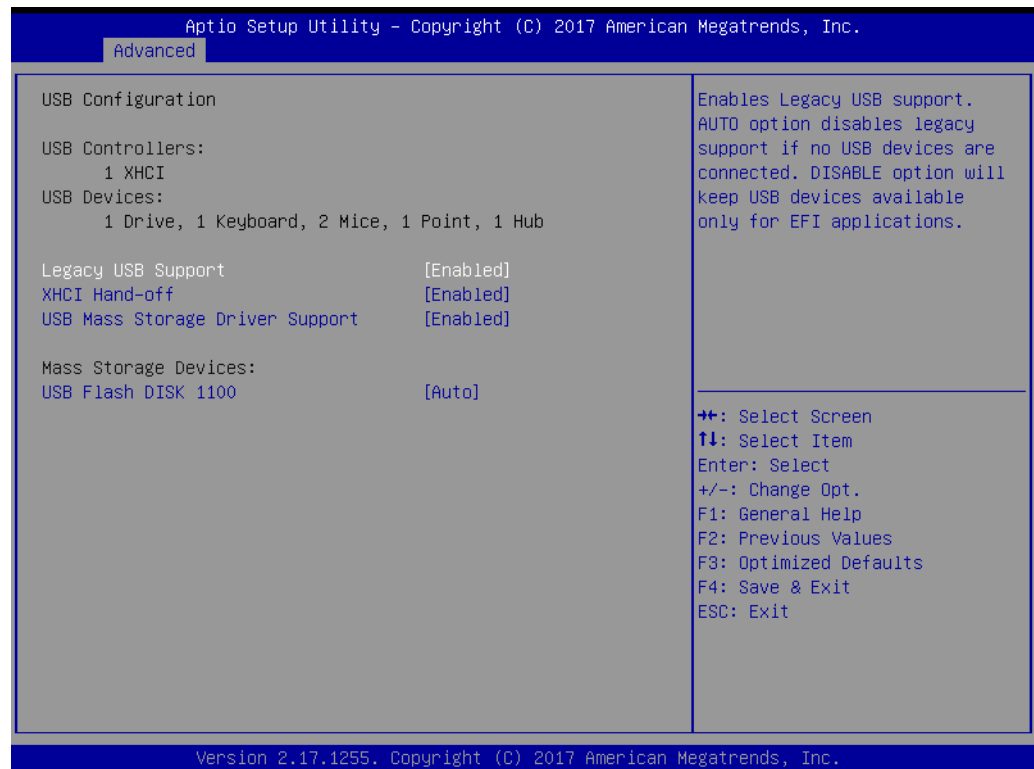 Aptio Setup Utility – Copyright (C) 2017 American Megatrends, Inc.
Advanced
USB Configuration
USB Controllers:
1 XHCI
USB Devices:
1 Drive, 1 Keyboard, 2 Mice, 1 Point, 1 Hub
Legacy USB Support [Enabled]
XHCI Hand-off [Enabled]
USB Mass Storage Driver Support [Enabled]
Mass Storage Devices:
USB Flash DISK 1100 [Auto]
Enables Legacy USB support.
AUTO option disables legacy
support if no USB devices are
connected. DISABLE option will
keep USB devices available
only for EFI applications.
→←: Select Screen
↑↓: Select Item
Enter: Select
+/-: Change Opt.
F1: General Help
F2: Previous Values
F3: Optimized Defaults
F4: Save & Exit
ESC: Exit
Version 2.17.1255. Copyright (C) 2017 American Megatrends, Inc.